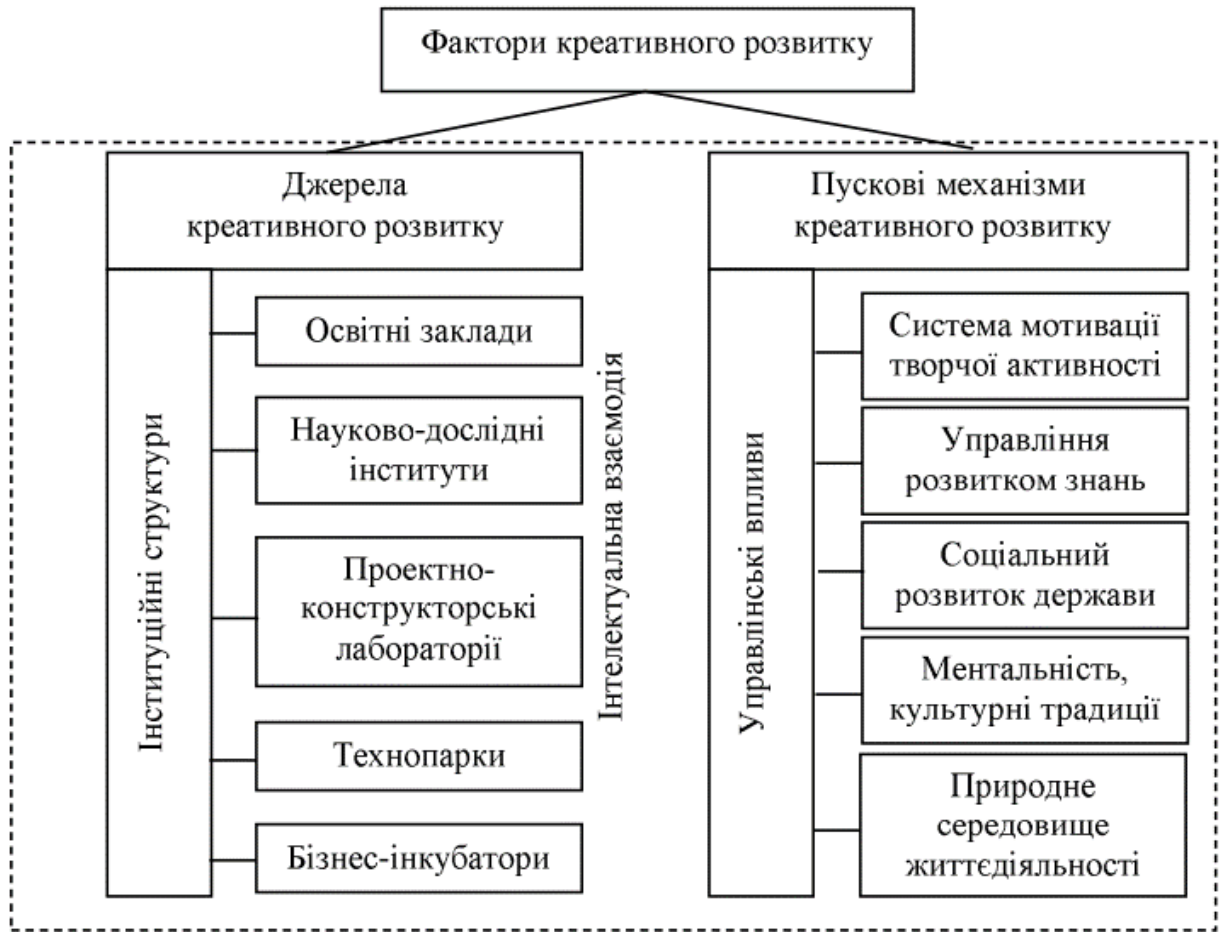 Фактори креативного розвитку
Джерела
креативного розвитку
Інституційні структури
Освітні заклади
Науково-дослідні
інститути
Проектно-
конструкторські
лабораторії
Технопарки
Бізнес-інкубатори
Інтелектуальна взаємодія
Пускові механізми
креативного розвитку
Управлінські впливи
Система мотивації
творчої активності
Управління
розвитком знань
Соціальний
розвиток держави
Ментальність,
культурні традиції
Природне
середовище
життєдіяльності